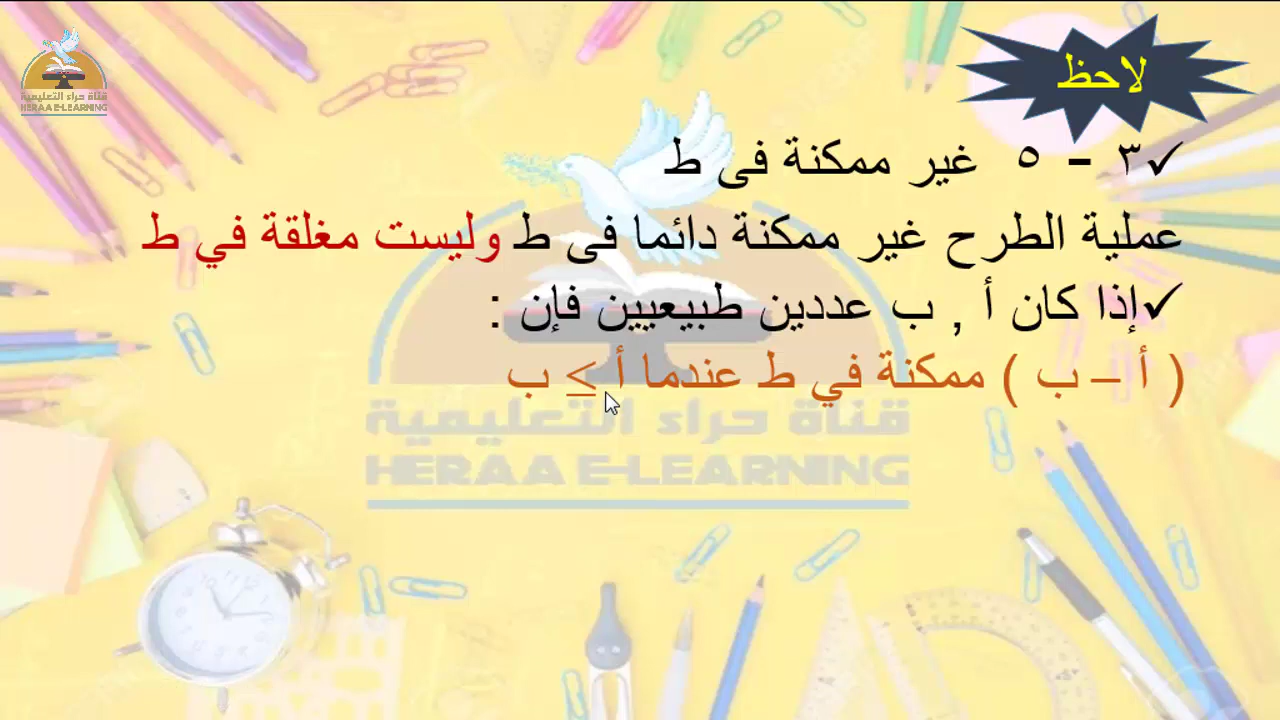 قناة حراء التعليمية
HERAA E-LEARNING
لاحظ
✓٣ - ٥ غير ممكنة فى ط
عملية الطرح غير ممكنة دائما فى ط وليست مغلقة في ط
✓إذا كان أ , ب عددين طبيعيين فإن :
( أ – ب ) ممكنة في ط عندما أ ≥ ب
قناة حراء التعليمية
HERAA E-LEARNING